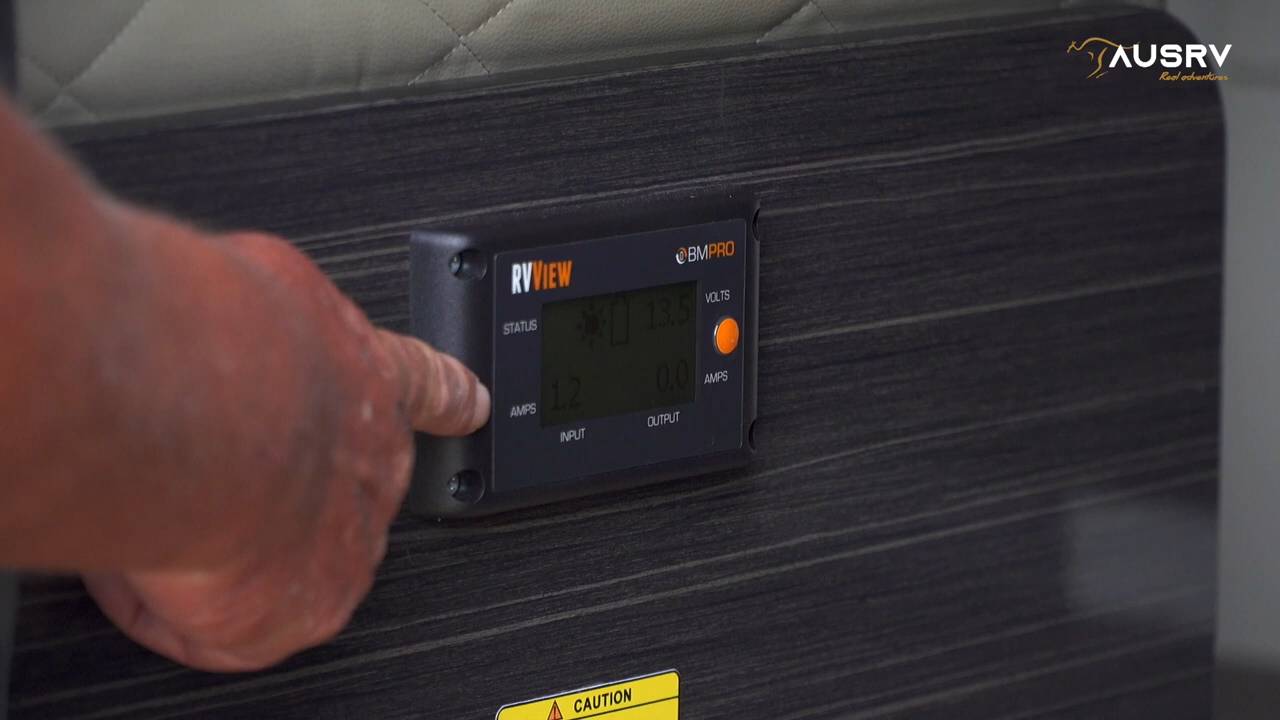 AUSRV
Real adventures
RVVIEW
BMPRO
STATUS
13.5
VOLTS
AMPS
1.2
0.0
AMPS
INPUT
OUTPUT
CAUTION